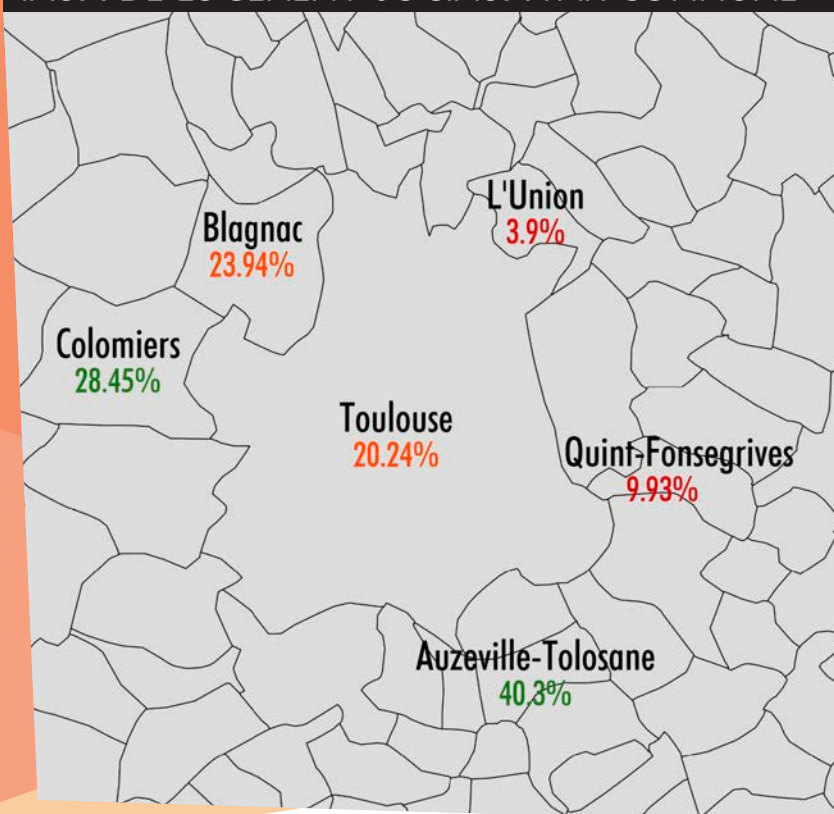 L'Union
3.9%
Blagnac
23.94%
Colomiers
28.45%
Toulouse
20.24%
Quint-Fonsegrives
9.93%
Auzeville-Tolosane
40.3%